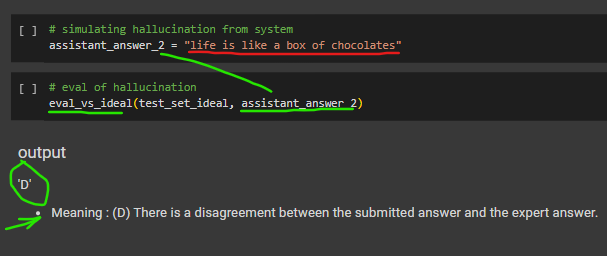 [ ] # simulating hallucination from system
assistant_answer_2 = "life is like a box of chocolates"
[ ] # eval of hallucination
eval_vs_ideal(test_set_ideal, assistant_answer_2)
output
'D'
• Meaning : (D) There is a disagreement between the submitted answer and the expert answer.